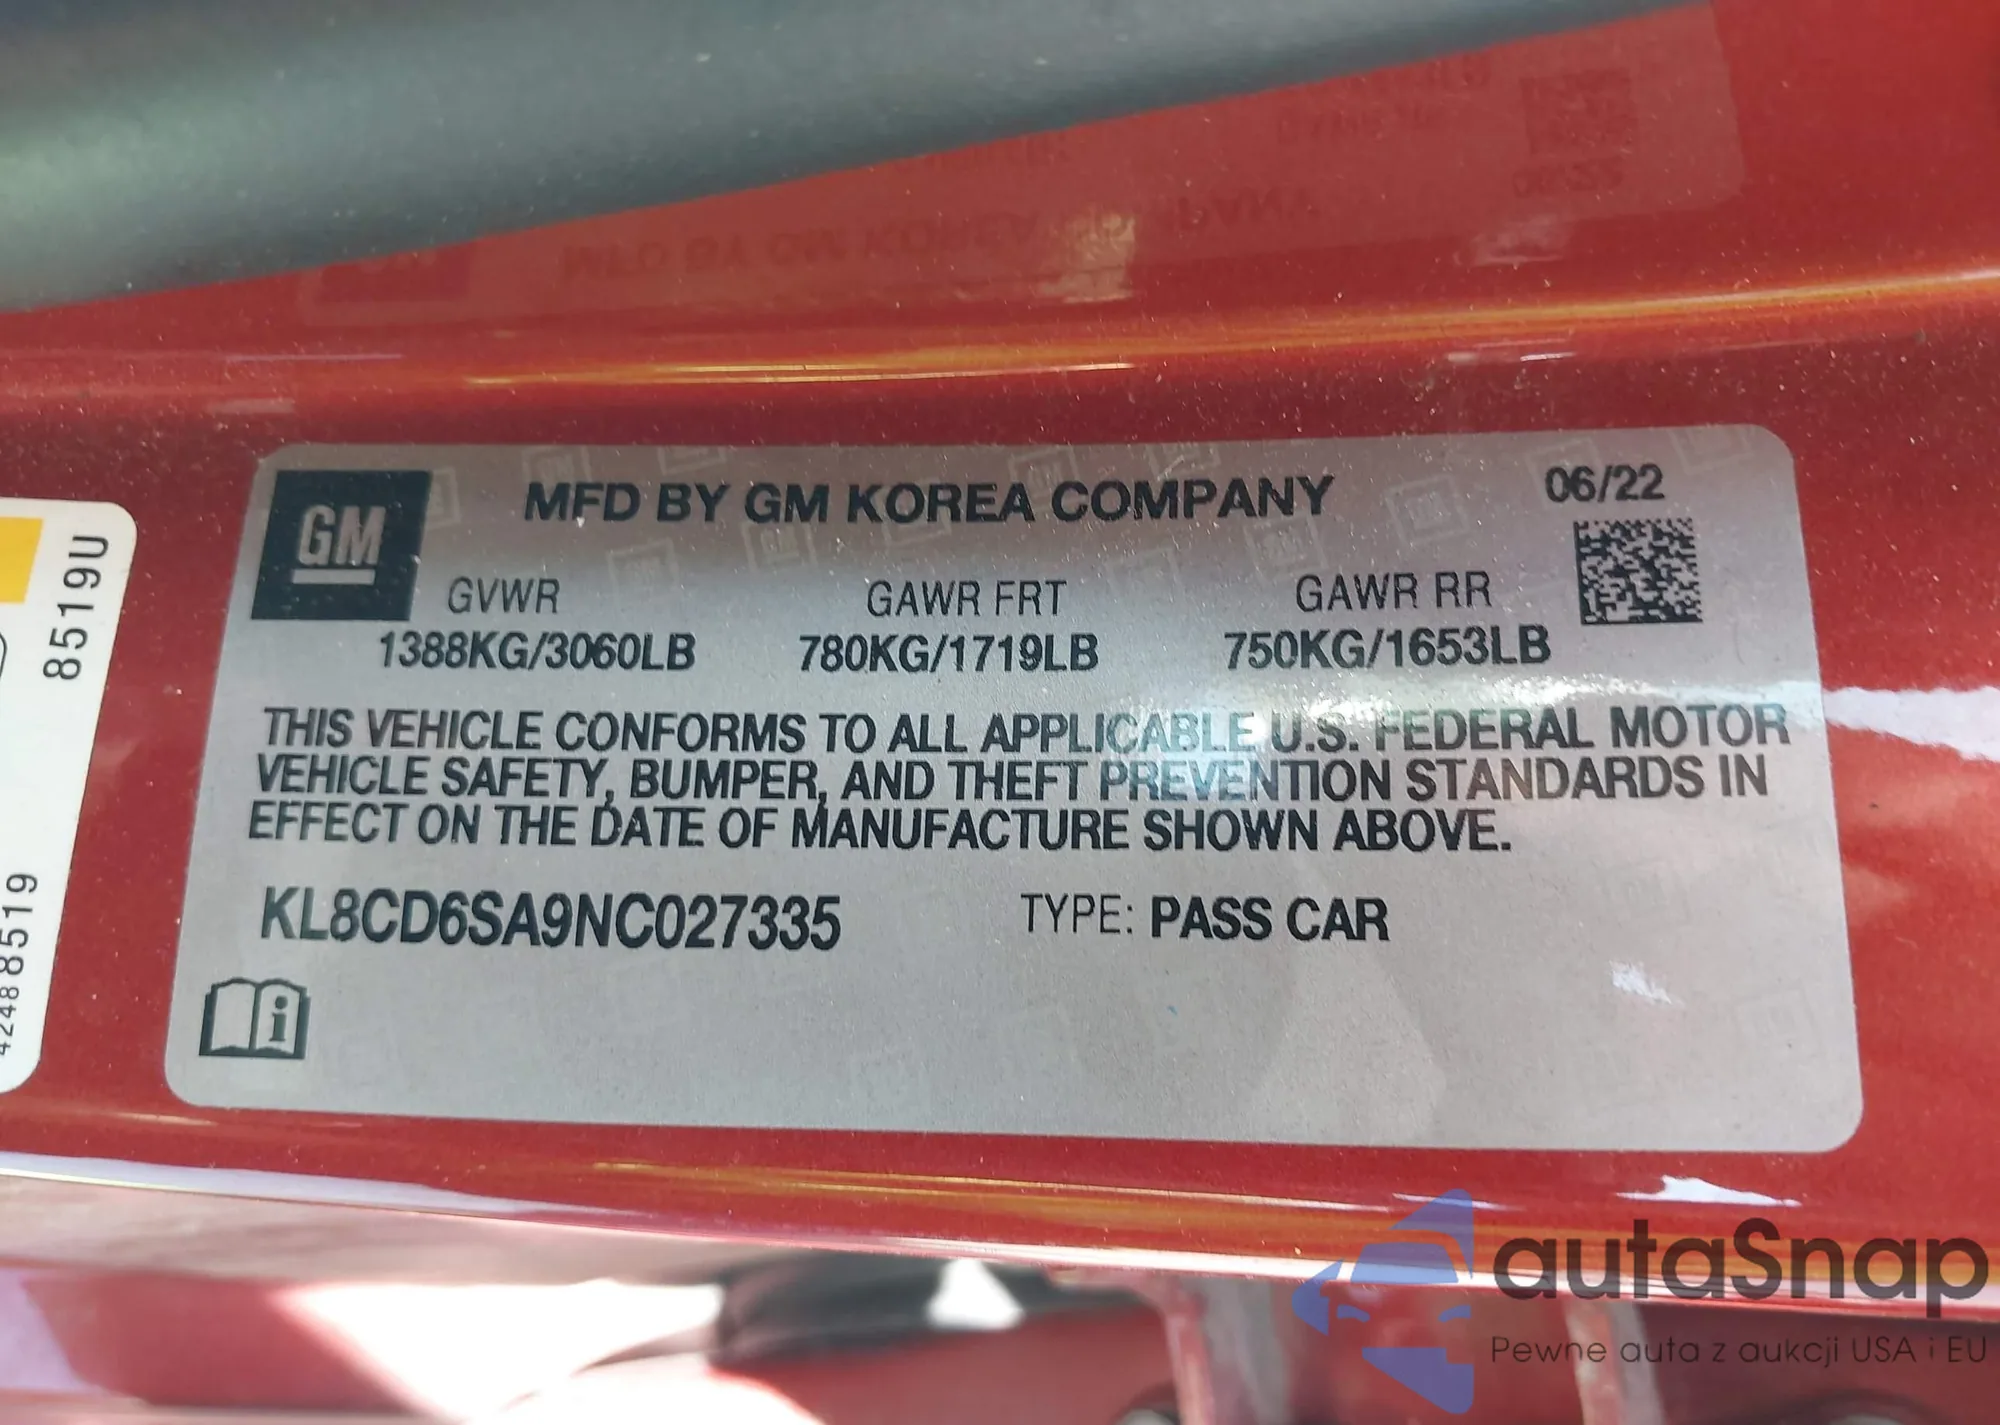 GM
MFD BY GM KOREA COMPANY
06/22
GVWR
GAWR FRT
GAWR RR
1388KG/3060LB
780KG/1719LB
750KG/1653LB
THIS VEHICLE CONFORMS TO ALL APPLICABLE U.S. FEDERAL MOTOR
VEHICLE SAFETY, BUMPER, AND THEFT PREVENTION STANDARDS IN
EFFECT ON THE DATE OF MANUFACTURE SHOWN ABOVE.
KL8CD6SA9NC027335
TYPE: PASS CAR
8519U
42488519
autaSnap
Pewne auta z aukcji USA i EU